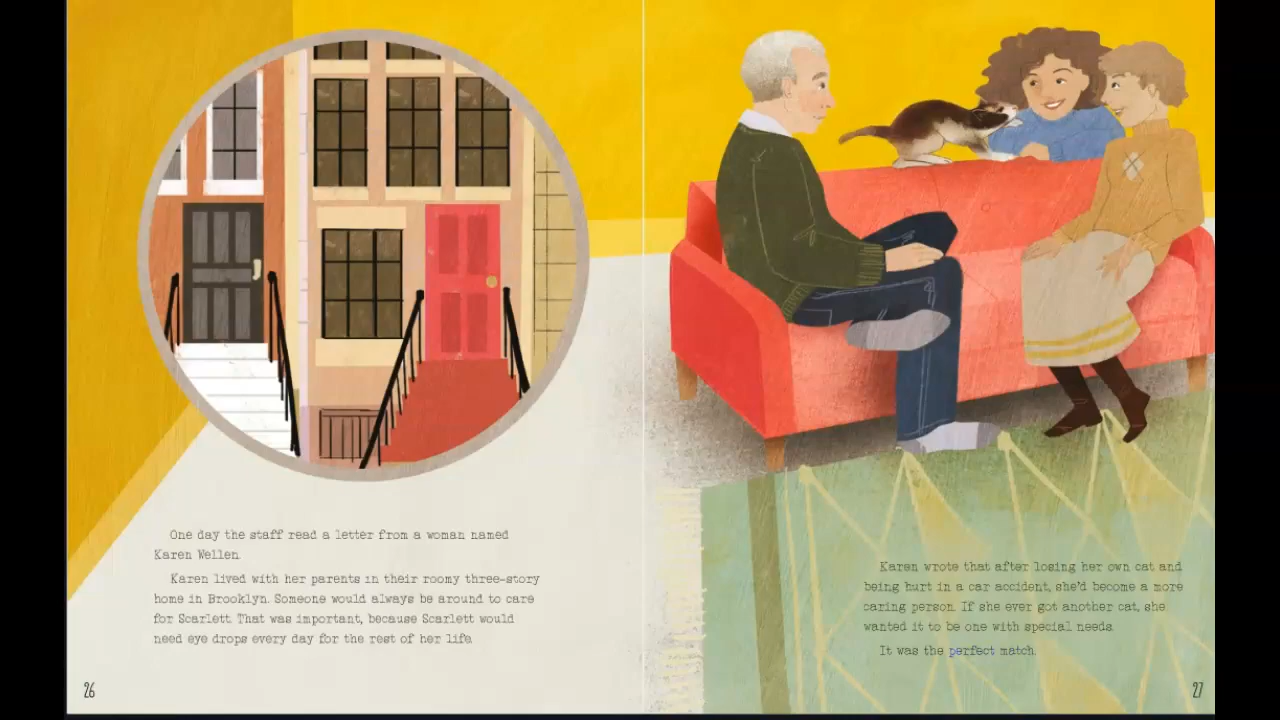 One day the staff read a letter from a woman named
Karen Wellen.
Karen lived with her parents in their roomy three-story
home in Brooklyn. Someone would always be around to care
for Scarlett. That was important, because Scarlett would
need eye drops every day for the rest of her life.
26
Karen wrote that after losing her own cat and
being hurt in a car accident, she'd become a more
caring person. If she ever got another cat, she
wanted it to be one with special needs.
It was the perfect match.
27